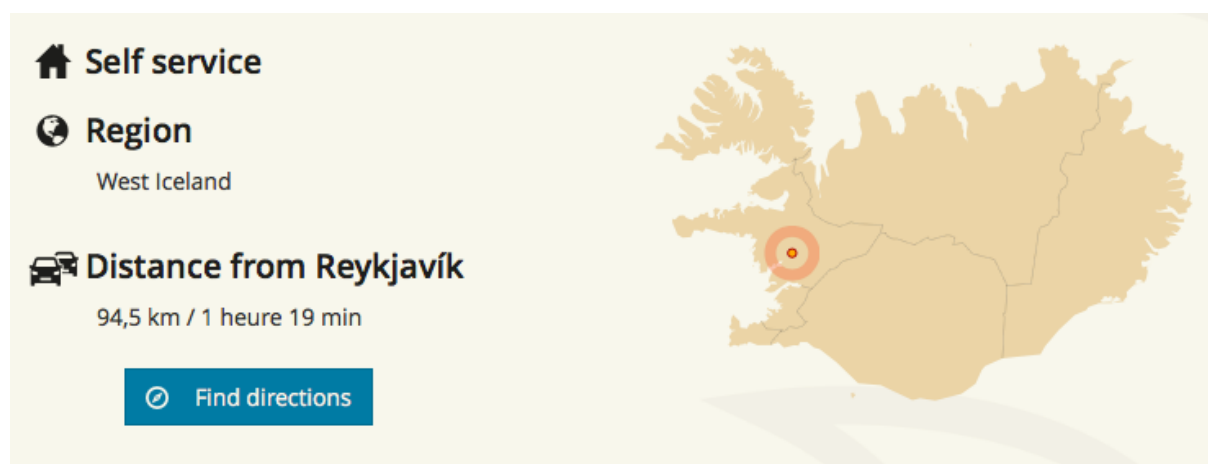 Self service
Region
West Iceland
Distance from Reykjavík
94,5 km / 1 heure 19 min
Find directions